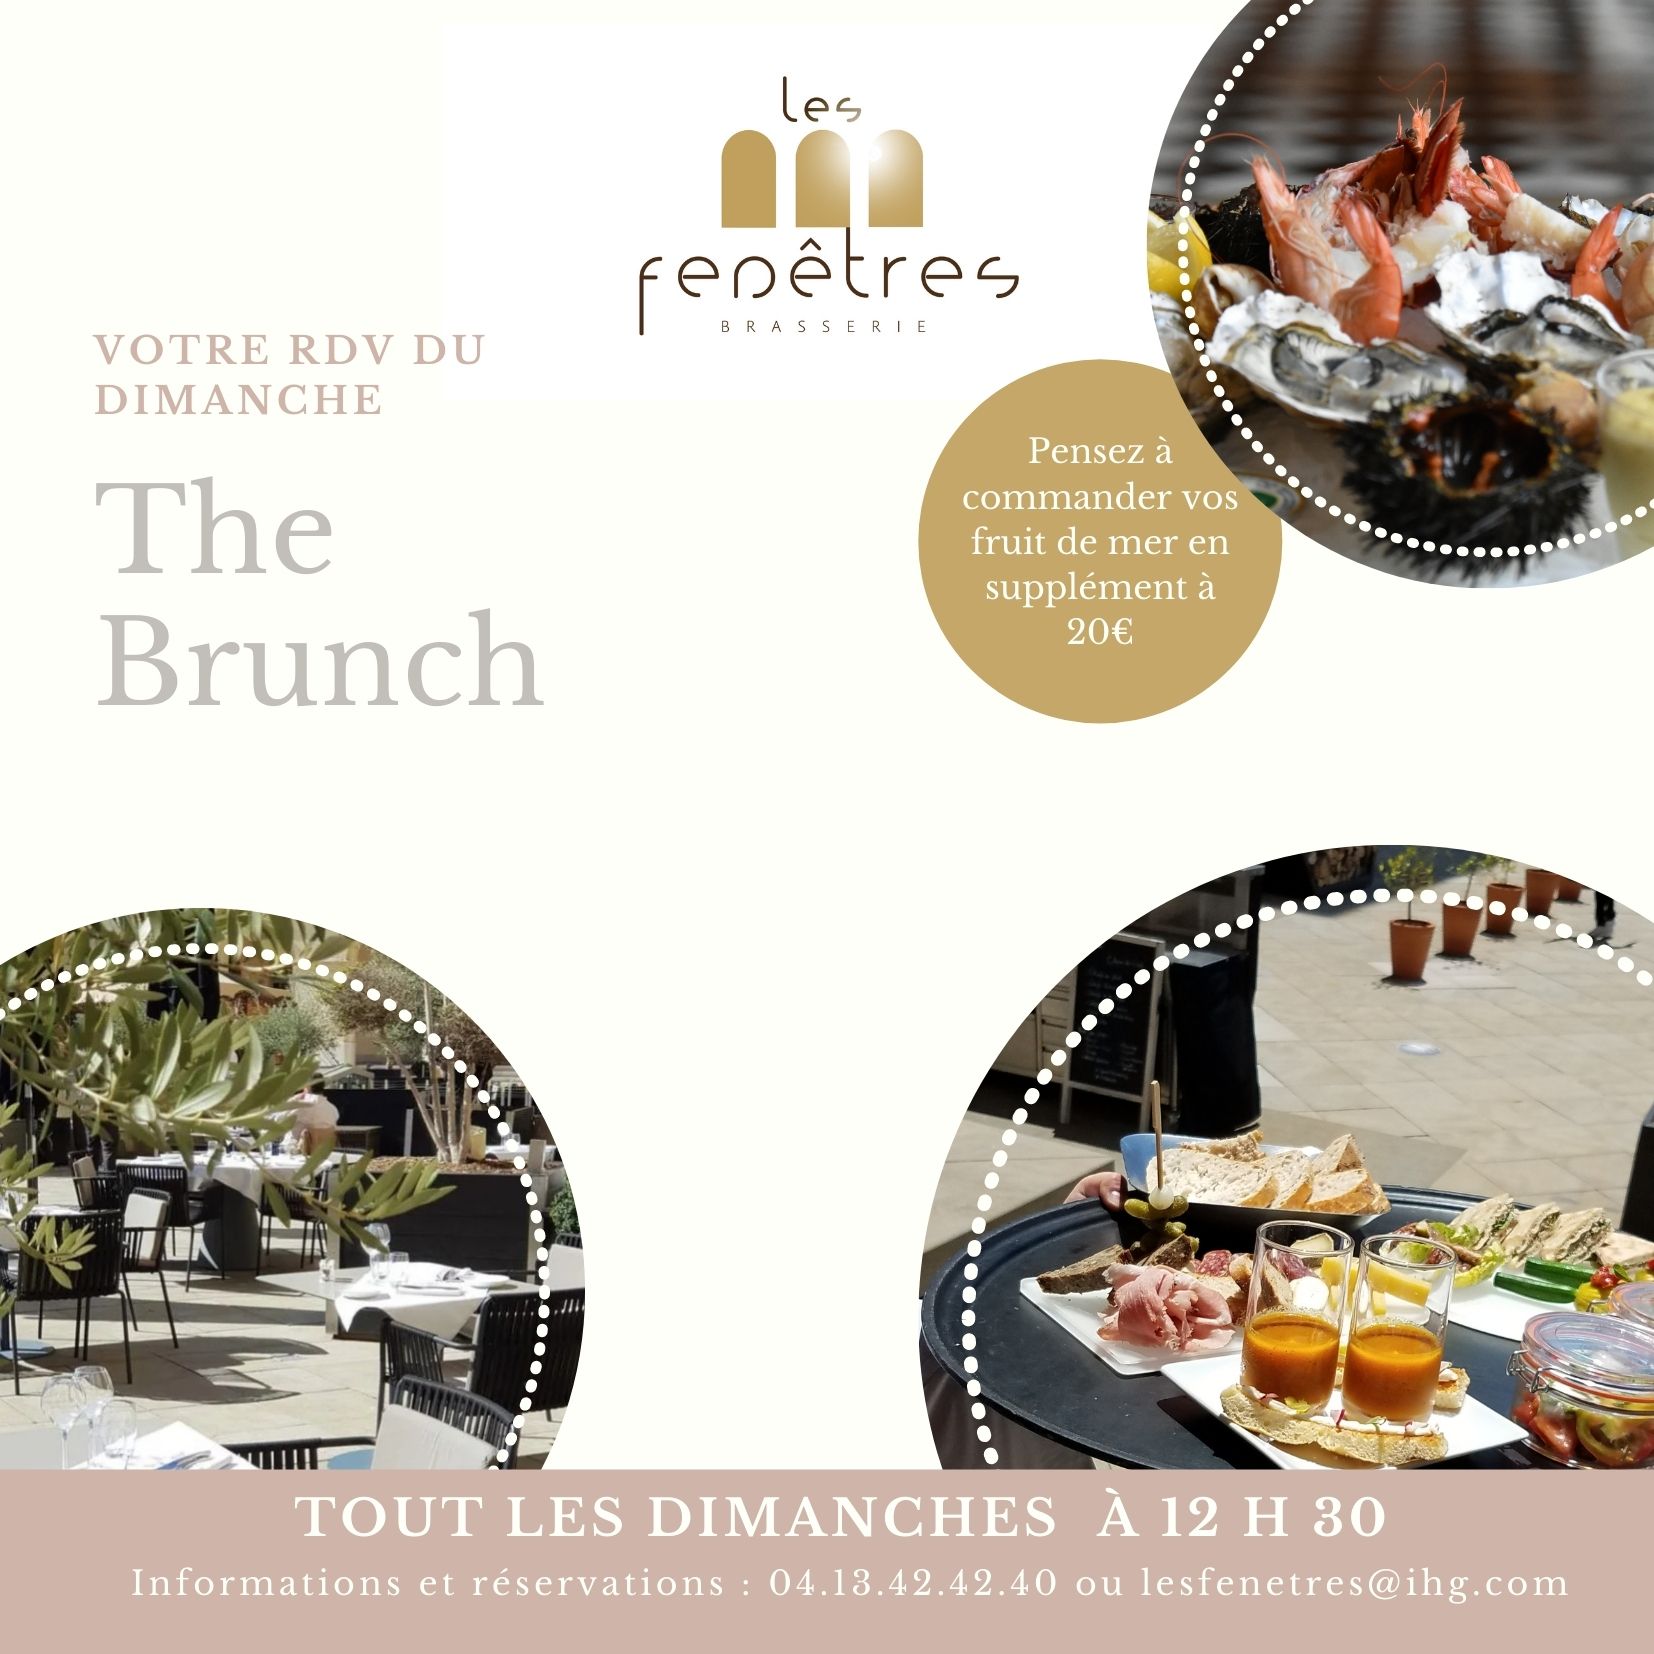 les
fenêtres
BRASSERIE
VOTRE RDV DU
DIMANCHE
The
Brunch
Pensez à
commander vos
fruit de mer en
supplément à
20€
TOUT LES DIMANCHES À 12 H 30
Informations et réservations : 04.13.42.42.40 ou lesfenetres@ihg.com